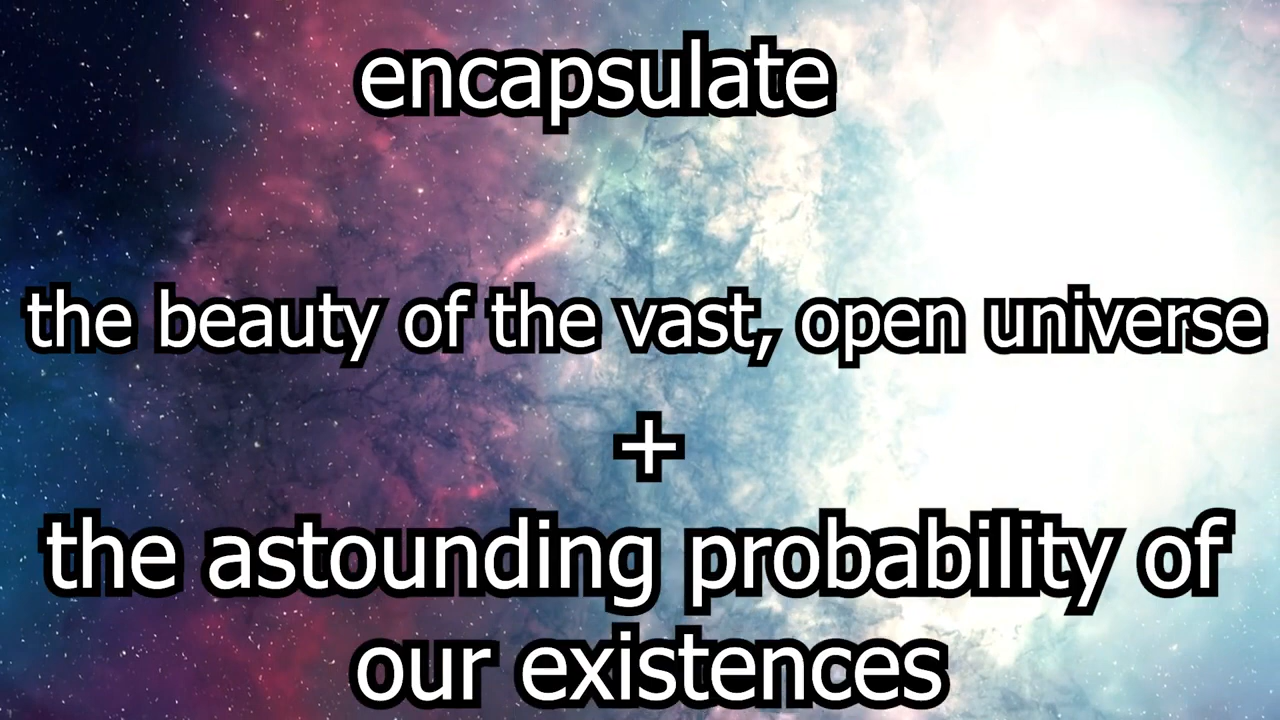 encapsulate
the beauty of the vast, open universe
+
the astounding probability of
our existences